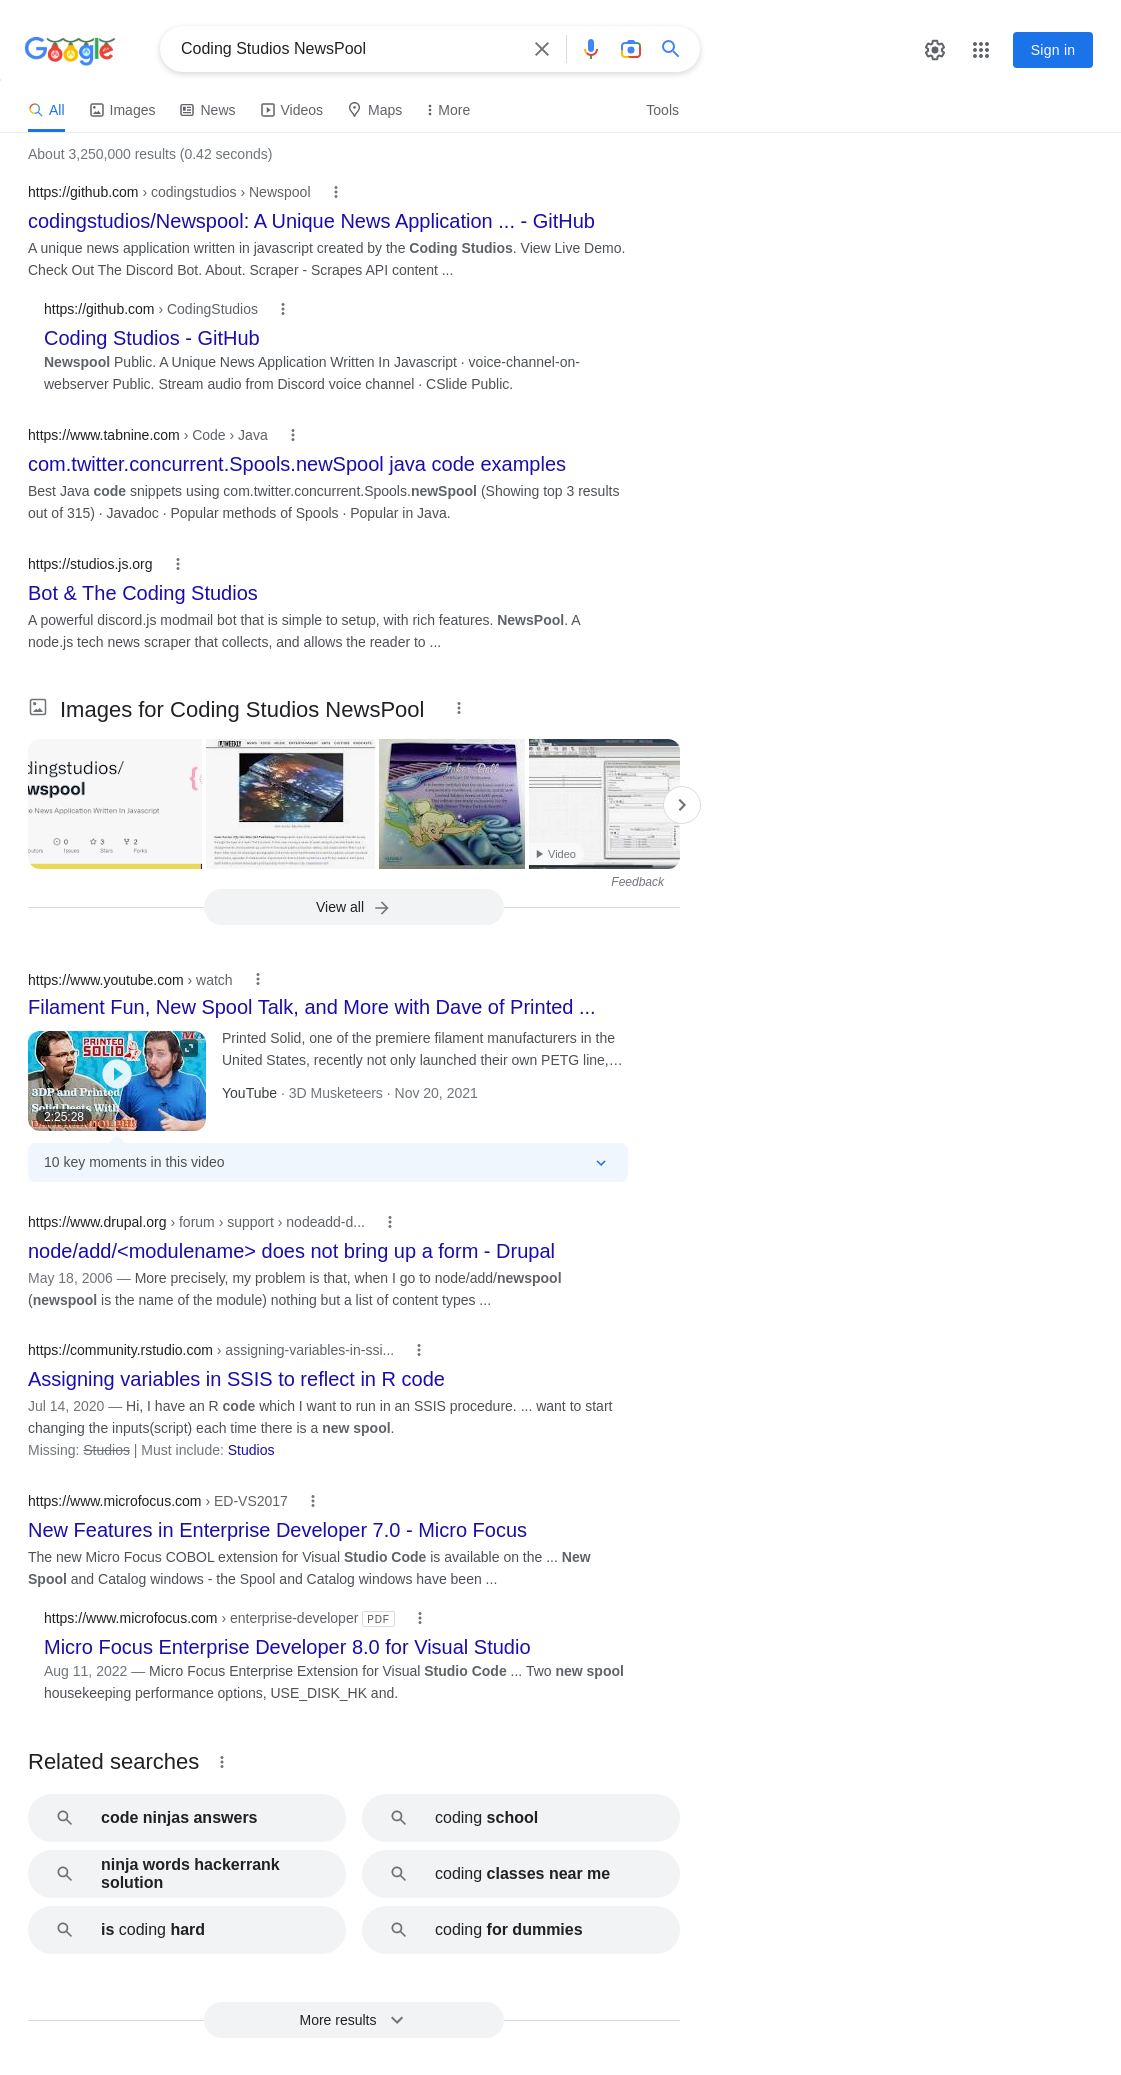 Google
Coding Studios NewsPool
Sign in
All
Images
News
Videos
Maps
More
Tools
About 3,250,000 results (0.42 seconds)
https://github.com › codingstudios › Newspool
codingstudios/Newspool: A Unique News Application ... - GitHub
A unique news application written in javascript created by the Coding Studios. View Live Demo.
Check Out The Discord Bot. About. Scraper - Scrapes API content ...
https://github.com › CodingStudios
Coding Studios - GitHub
Newspool Public. A Unique News Application Written In Javascript · voice-channel-on-
webserver Public. Stream audio from Discord voice channel · CSlide Public.
https://www.tabnine.com › Code › Java
com.twitter.concurrent.Spools.newSpool java code examples
Best Java code snippets using com.twitter.concurrent.Spools.newSpool (Showing top 3 results
out of 315) · Javadoc · Popular methods of Spools · Popular in Java.
https://studios.js.org
Bot & The Coding Studios
A powerful discord.js modmail bot that is simple to setup, with rich features. NewsPool. A
node.js tech news scraper that collects, and allows the reader to ...
Images for Coding Studios NewsPool
dingstudios/
wspool
e News Application Written In Javascript
0
Issues
3
Stars
2
Forks
Video
Feedback
View all
https://www.youtube.com › watch
Filament Fun, New Spool Talk, and More with Dave of Printed ...
PRINTED
SOLID
3DP and Printed
Solid Deets With
2:25:28
Printed Solid, one of the premiere filament manufacturers in the
United States, recently not only launched their own PETG line,...
YouTube · 3D Musketeers · Nov 20, 2021
10 key moments in this video
https://www.drupal.org › forum › support › nodeadd-d...
node/add/<modulename> does not bring up a form - Drupal
May 18, 2006 — More precisely, my problem is that, when I go to node/add/newspool
(newspool is the name of the module) nothing but a list of content types ...
https://community.rstudio.com › assigning-variables-in-ssi...
Assigning variables in SSIS to reflect in R code
Jul 14, 2020 — Hi, I have an R code which I want to run in an SSIS procedure. ... want to start
changing the inputs(script) each time there is a new spool.
Missing: Studios | Must include: Studios
https://www.microfocus.com › ED-VS2017
New Features in Enterprise Developer 7.0 - Micro Focus
The new Micro Focus COBOL extension for Visual Studio Code is available on the ... New
Spool and Catalog windows - the Spool and Catalog windows have been ...
https://www.microfocus.com › enterprise-developer PDF
Micro Focus Enterprise Developer 8.0 for Visual Studio
Aug 11, 2022 — Micro Focus Enterprise Extension for Visual Studio Code ... Two new spool
housekeeping performance options, USE_DISK_HK and.
Related searches
code ninjas answers
coding school
ninja words hackerrank
solution
coding classes near me
is coding hard
coding for dummies
More results